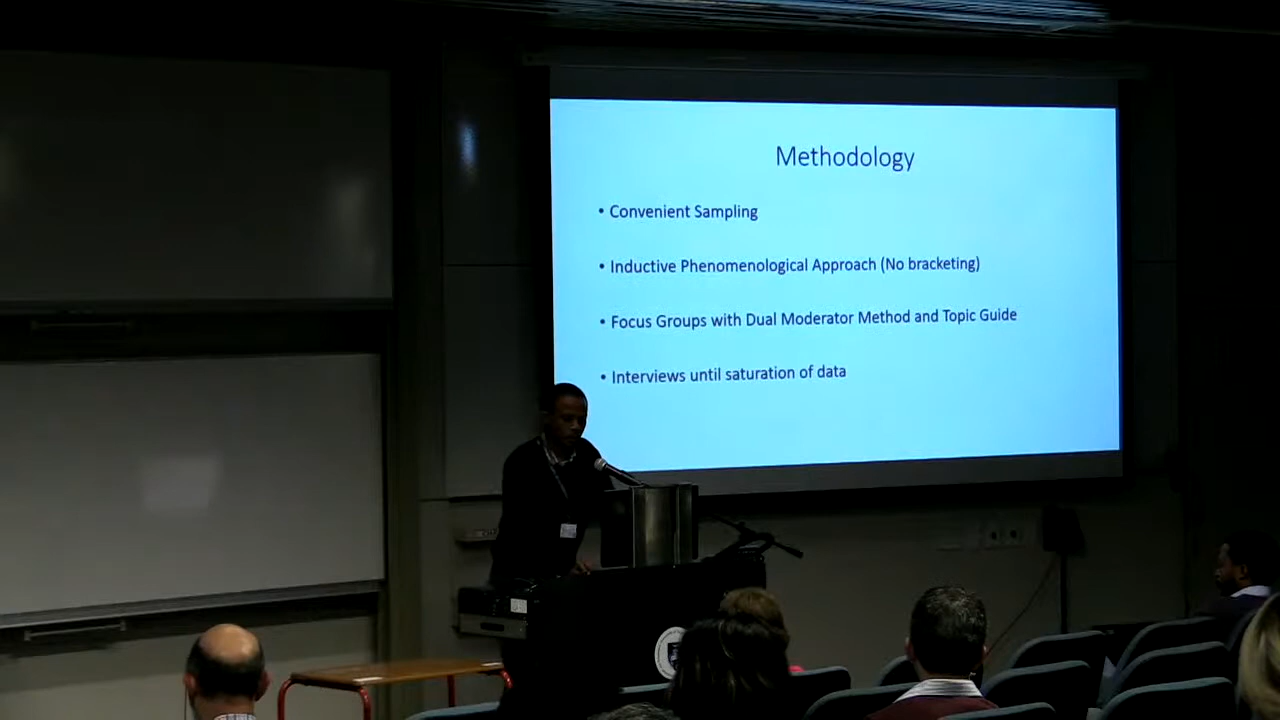 Methodology
• Convenient Sampling
• Inductive Phenomenological Approach (No bracketing)
• Focus Groups with Dual Moderator Method and Topic Guide
• Interviews until saturation of data